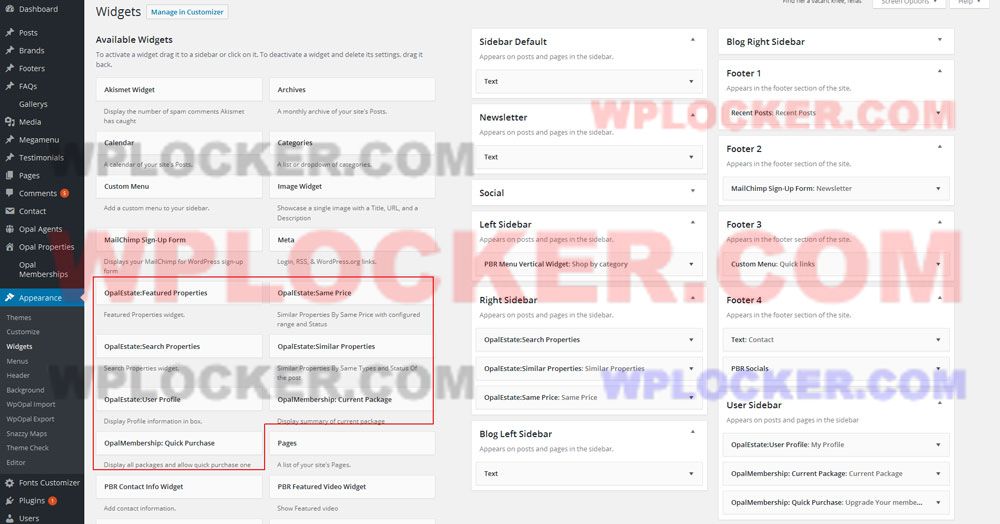 Dashboard
Posts
Brands
Footers
FAQs
Gallerys
Media
Megamenu
Testimonials
Pages
Comments 5
Contact
Opal Agents
Opal Properties
Opal
Memberships
Appearance
Themes
Customize
Widgets
Menus
Header
Background
WpOpal Import
WpOpal Export
Snazzy Maps
Theme Check
Editor
Fonts Customizer
Plugins 1
Users
Widgets
Manage in Customizer
Screen Options
Help
Available Widgets
To activate a widget drag it to a sidebar or click on it. To deactivate a widget and delete its settings, drag it
back.
Akismet Widget
Display the number of spam comments Akismet
has caught
Archives
A monthly archive of your site's Posts.
Calendar
A calendar of your site's Posts.
Categories
A list or dropdown of categories.
Custom Menu
Add a custom menu to your sidebar.
Image Widget
Showcase a single image with a Title, URL, and a
Description
MailChimp Sign-Up Form
Displays your MailChimp for WordPress sign-up
form
Meta
Login, RSS, & WordPress.org links.
OpalEstate:Featured Properties
Featured Properties widget.
OpalEstate:Same Price
Similar Properties By Same Price with configured
range and Status
OpalEstate:Search Properties
Search Properties widget.
OpalEstate:Similar Properties
Similar Properties By Same Types and Status Of
the post
OpalEstate:User Profile
Display Profile information in box.
OpalMembership: Current Package
Display summary of current package
OpalMembership: Quick Purchase
Display all packages and allow quick purchase one
Pages
A list of your site's Pages.
PBR Contact Info Widget
Add contact information.
PBR Featured Video Widget
Show Featured video
Sidebar Default
Appears on posts and pages in the sidebar.
Text
Newsletter
Appears on posts and pages in the sidebar.
Text
Social
Left Sidebar
Appears on posts and pages in the sidebar.
PBR Menu Vertical Widget: Shop by category
Right Sidebar
Appears on posts and pages in the sidebar.
OpalEstate:Search Properties
OpalEstate:Similar Properties: Similar Properties
OpalEstate:Same Price: Same Price
Blog Left Sidebar
Appears on posts and pages in the sidebar.
Text
Blog Right Sidebar
Footer 1
Appears in the footer section of the site.
Recent Posts: Recent Posts
Footer 2
Appears in the footer section of the site.
MailChimp Sign-Up Form: Newsletter
Footer 3
Appears in the footer section of the site.
Custom Menu: Quick links
Footer 4
Appears in the footer section of the site.
Text: Contact
PBR Socials
User Sidebar
Appears on posts and pages in the sidebar.
OpalEstate:User Profile: My Profile
OpalMembership: Current Package: Current Package
OpalMembership: Quick Purchase: Upgrade Your membe...
WPLOCKER.COM
WPLOCKER.COM
WPLOCKER.COM
WPLOCKER.COM
WPLOCKER.COM